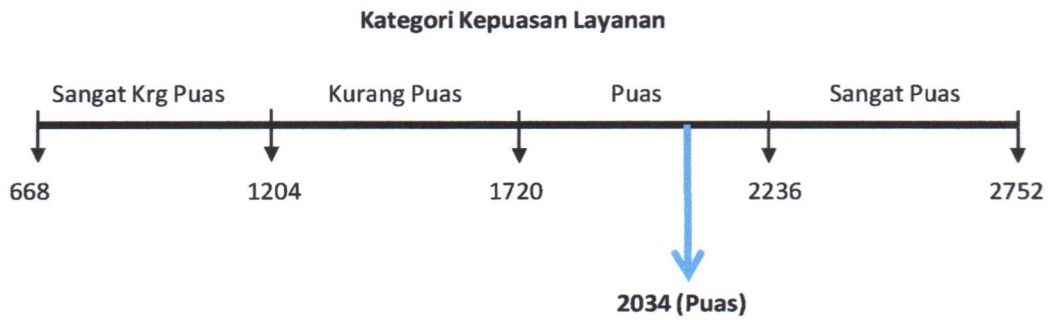 Kategori Kepuasan Layanan
Sangat Krg Puas Kurang Puas Puas Sangat Puas
668 1204 1720 2236 2752
2034 (Puas)